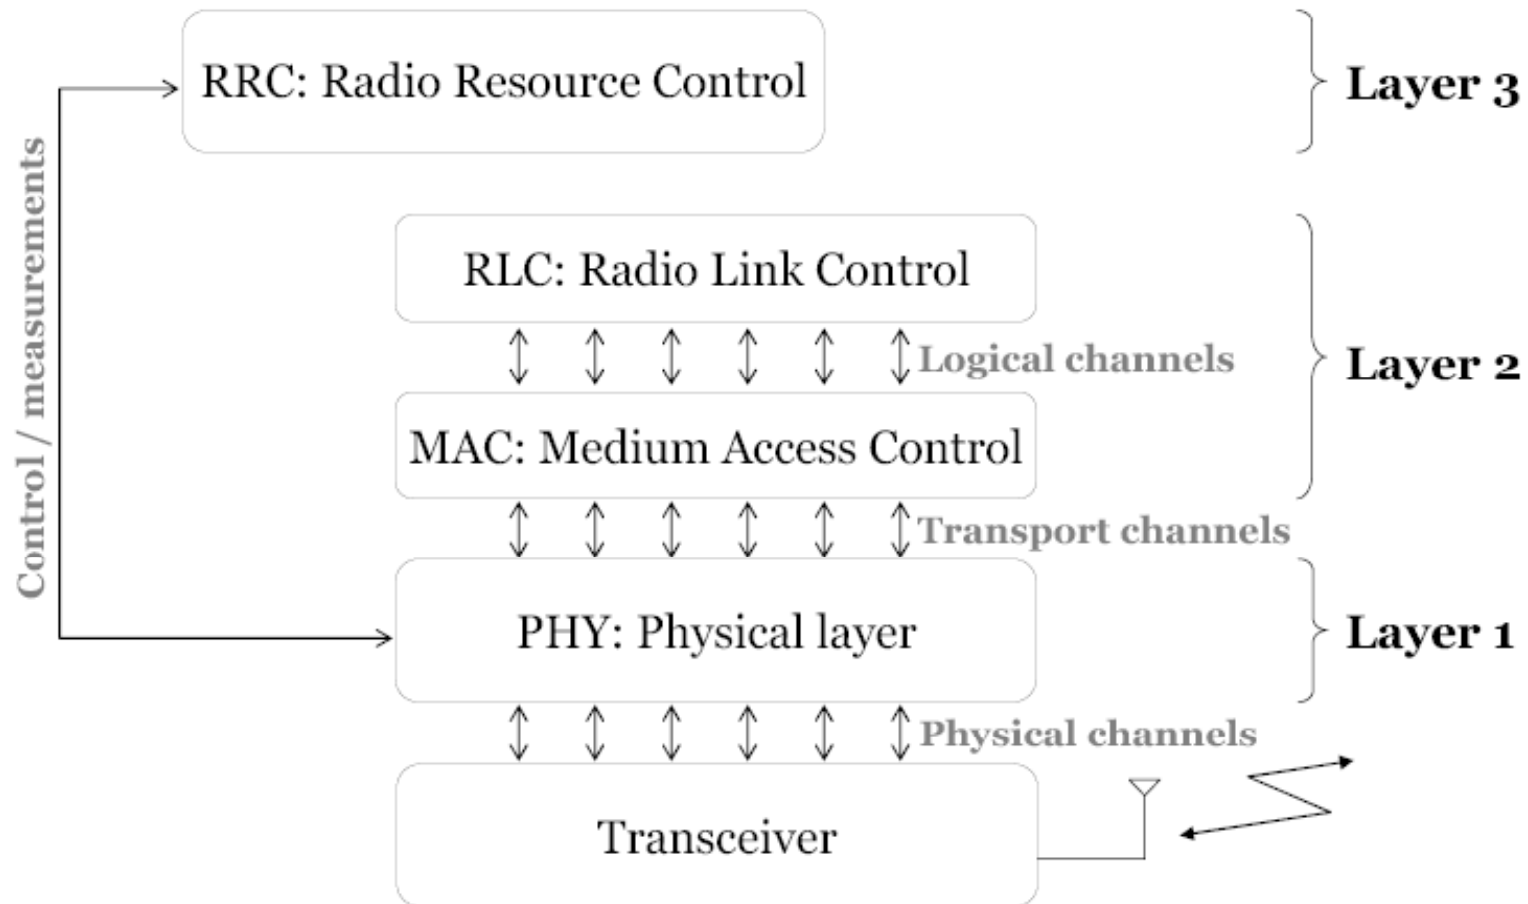 RRC: Radio Resource Control
Layer 3
Control / measurements
RLC: Radio Link Control
Logical channels
Layer 2
MAC: Medium Access Control
Transport channels
PHY: Physical layer
Layer 1
Physical channels
Transceiver